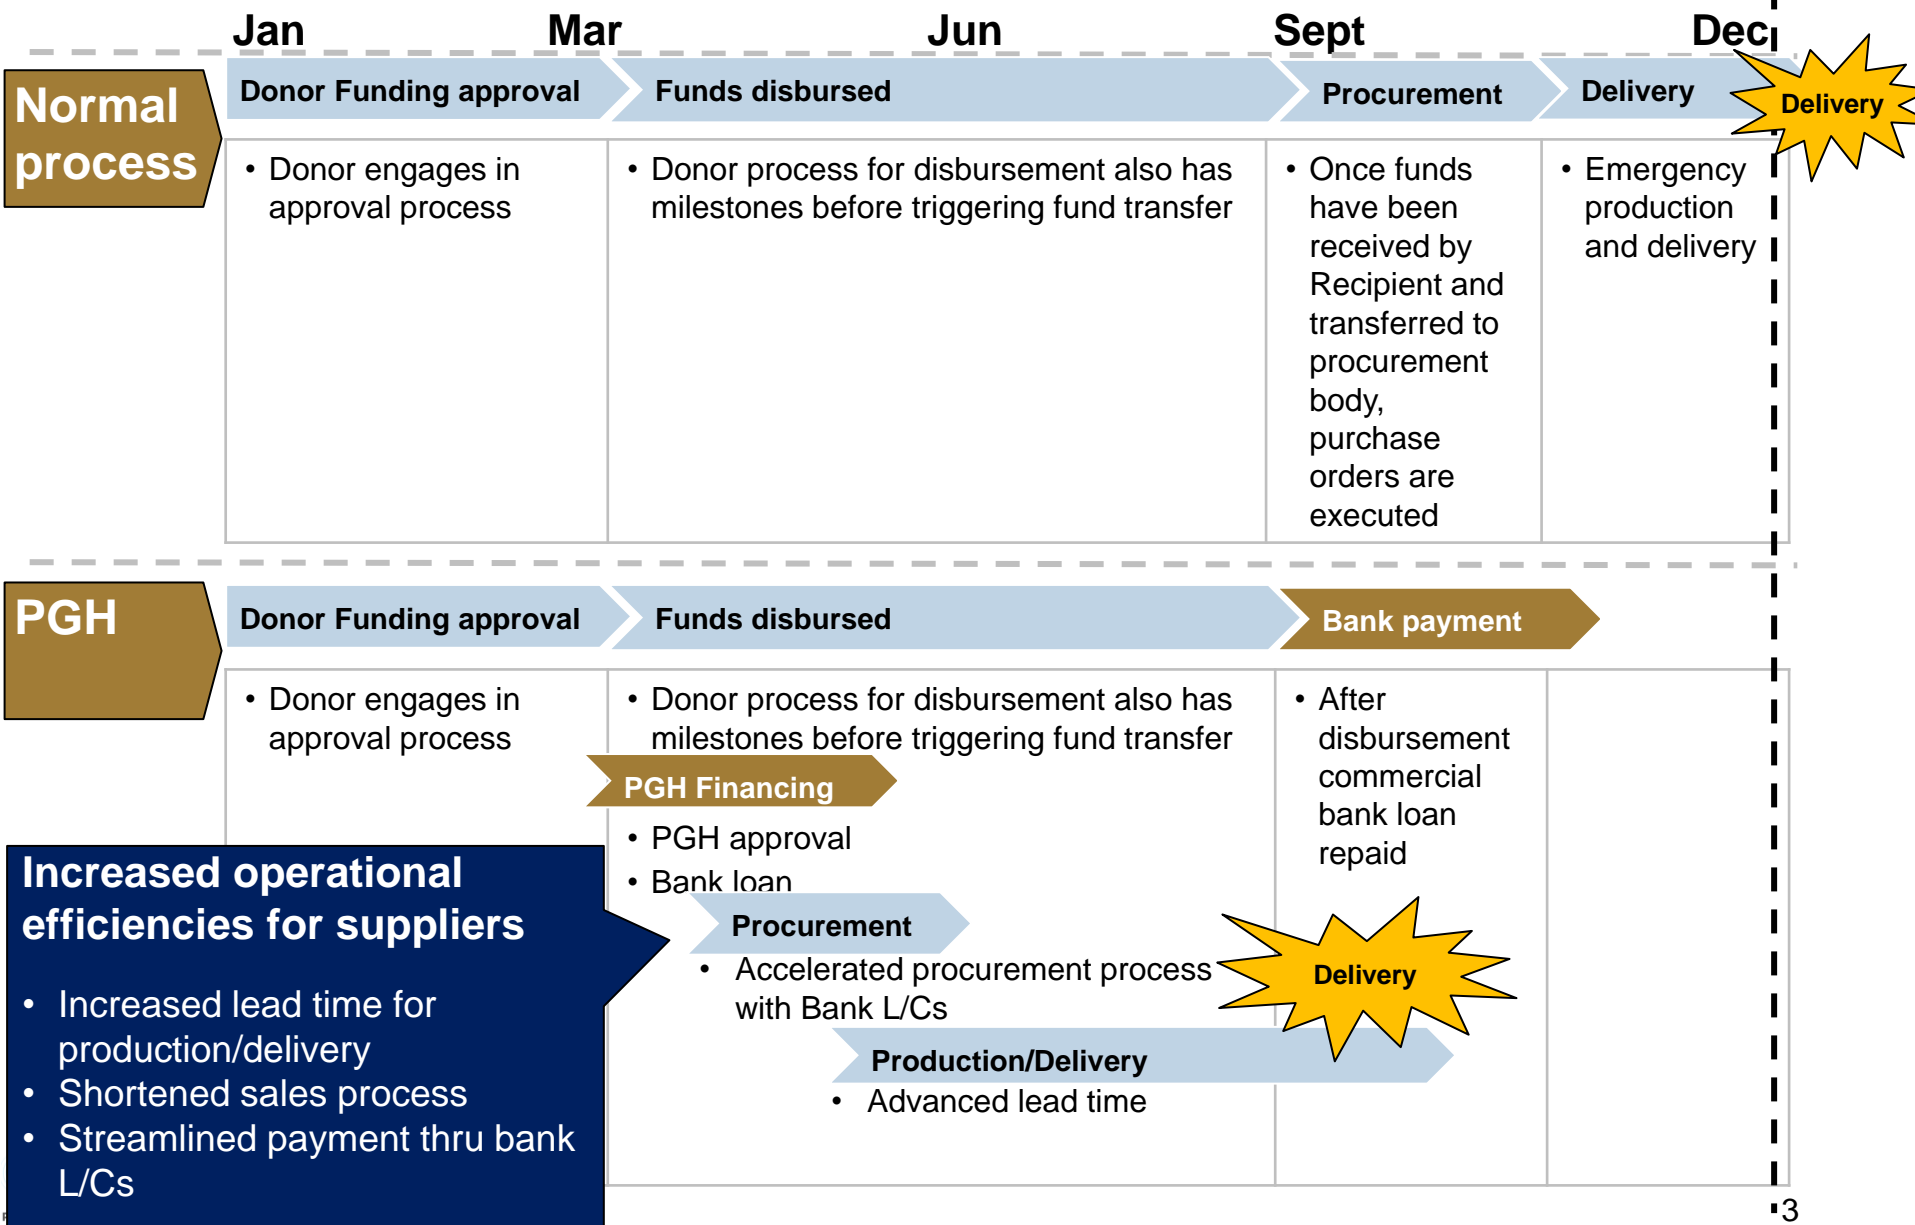 Jan Mar Jun Sept Dec
Normal
process
Donor Funding approval
Funds disbursed
Procurement
Delivery
Delivery
• Donor engages in
approval process
• Donor process for disbursement also has
milestones before triggering fund transfer
• Once funds
have been
received by
Recipient and
transferred to
procurement
body,
purchase
orders are
executed
• Emergency
production
and delivery
PGH
Donor Funding approval
Funds disbursed
Bank payment
• Donor engages in
approval process
• Donor process for disbursement also has
milestones before triggering fund transfer
• After
disbursement
commercial
bank loan
repaid
PGH Financing
• PGH approval
• Bank loan
Procurement
• Accelerated procurement process
with Bank L/Cs
Delivery
Production/Delivery
• Advanced lead time
Increased operational
efficiencies for suppliers
• Increased lead time for
production/delivery
• Shortened sales process
• Streamlined payment thru bank
L/Cs
3